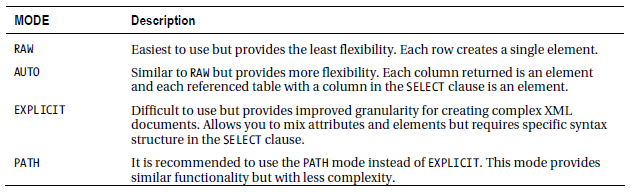 MODE Description
RAW Easiest to use but provides the least flexibility. Each row creates a single element.
AUTO Similar to RAW but provides more flexibility. Each column returned is an element
and each referenced table with a column in the SELECT clause is an element.
EXPLICIT Difficult to use but provides improved granularity for creating complex XML
documents. Allows you to mix attributes and elements but requires specific syntax
structure in the SELECT clause.
PATH It is recommended to use the PATH mode instead of EXPLICIT. This mode provides
similar functionality but with less complexity.